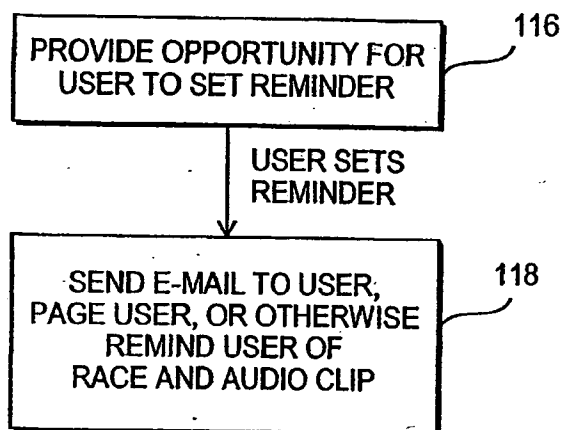 116
PROVIDE OPPORTUNITY FOR
USER TO SET REMINDER
USER SETS
REMINDER
118
SEND E-MAIL TO USER,
PAGE USER, OR OTHERWISE
REMIND USER OF
RACE AND AUDIO CLIP